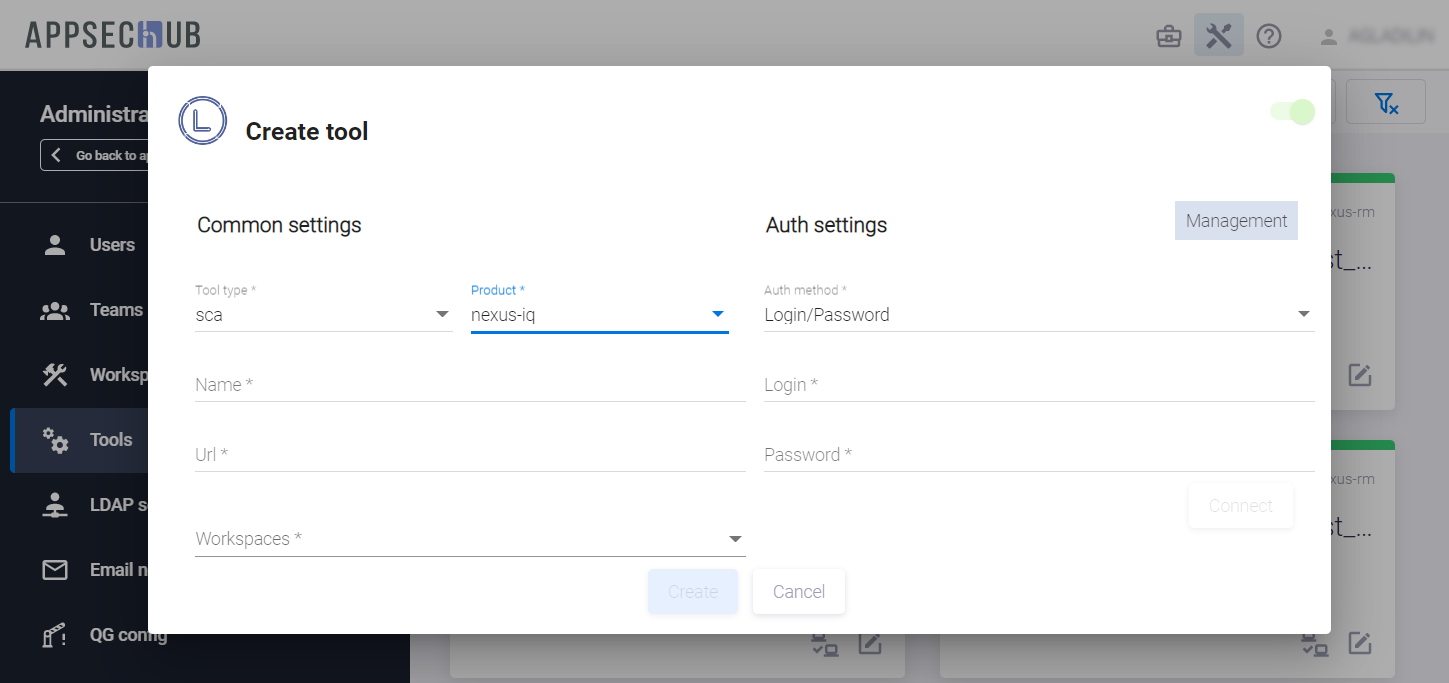 APPSECHUB
Administra
Go back to ap
Users
Teams
Worksp
Tools
LDAP s
Email n
QG config
Create tool
Common settings
Tool type *
sca
Product *
nexus-iq
Name *
Url *
Workspaces *
Auth settings
Management
Auth method *
Login/Password
Login *
Password *
Connect
Create
Cancel
xus-rm
st_...
xus-rm
st_...